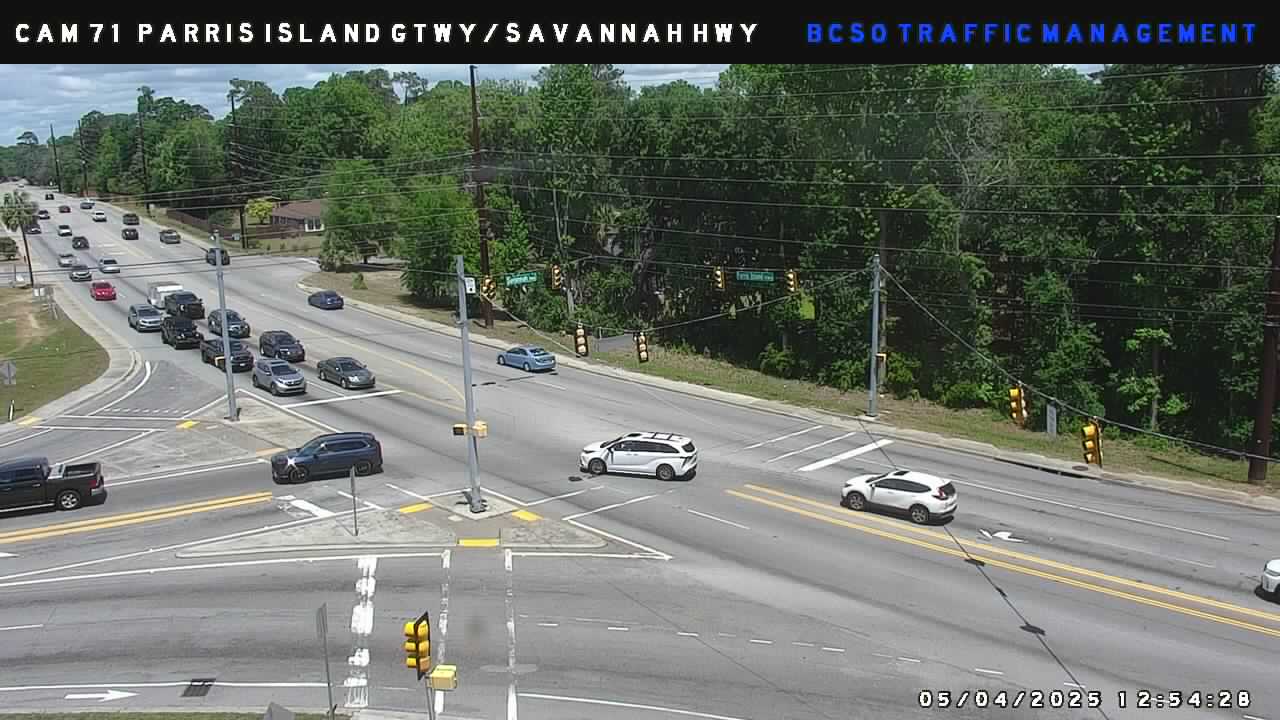 CAM 71 PARRIS ISLAND GTWY/SAVANNAH HWY
BCSO TRAFFIC MANAGEMENT
05/04/2025 12:54:28